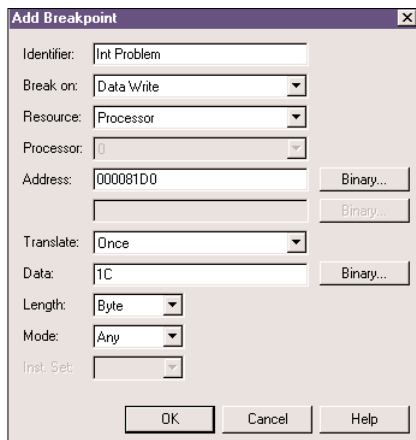 Add Breakpoint
Identifier: Int Problem
Break on: Data Write
Resource: Processor
Processor: 0
Address: 000081D0 Binary...
Binary...
Translate: Once
Data: 1C Binary...
Length: Byte
Mode: Any
Inst. Set:
OK Cancel Help